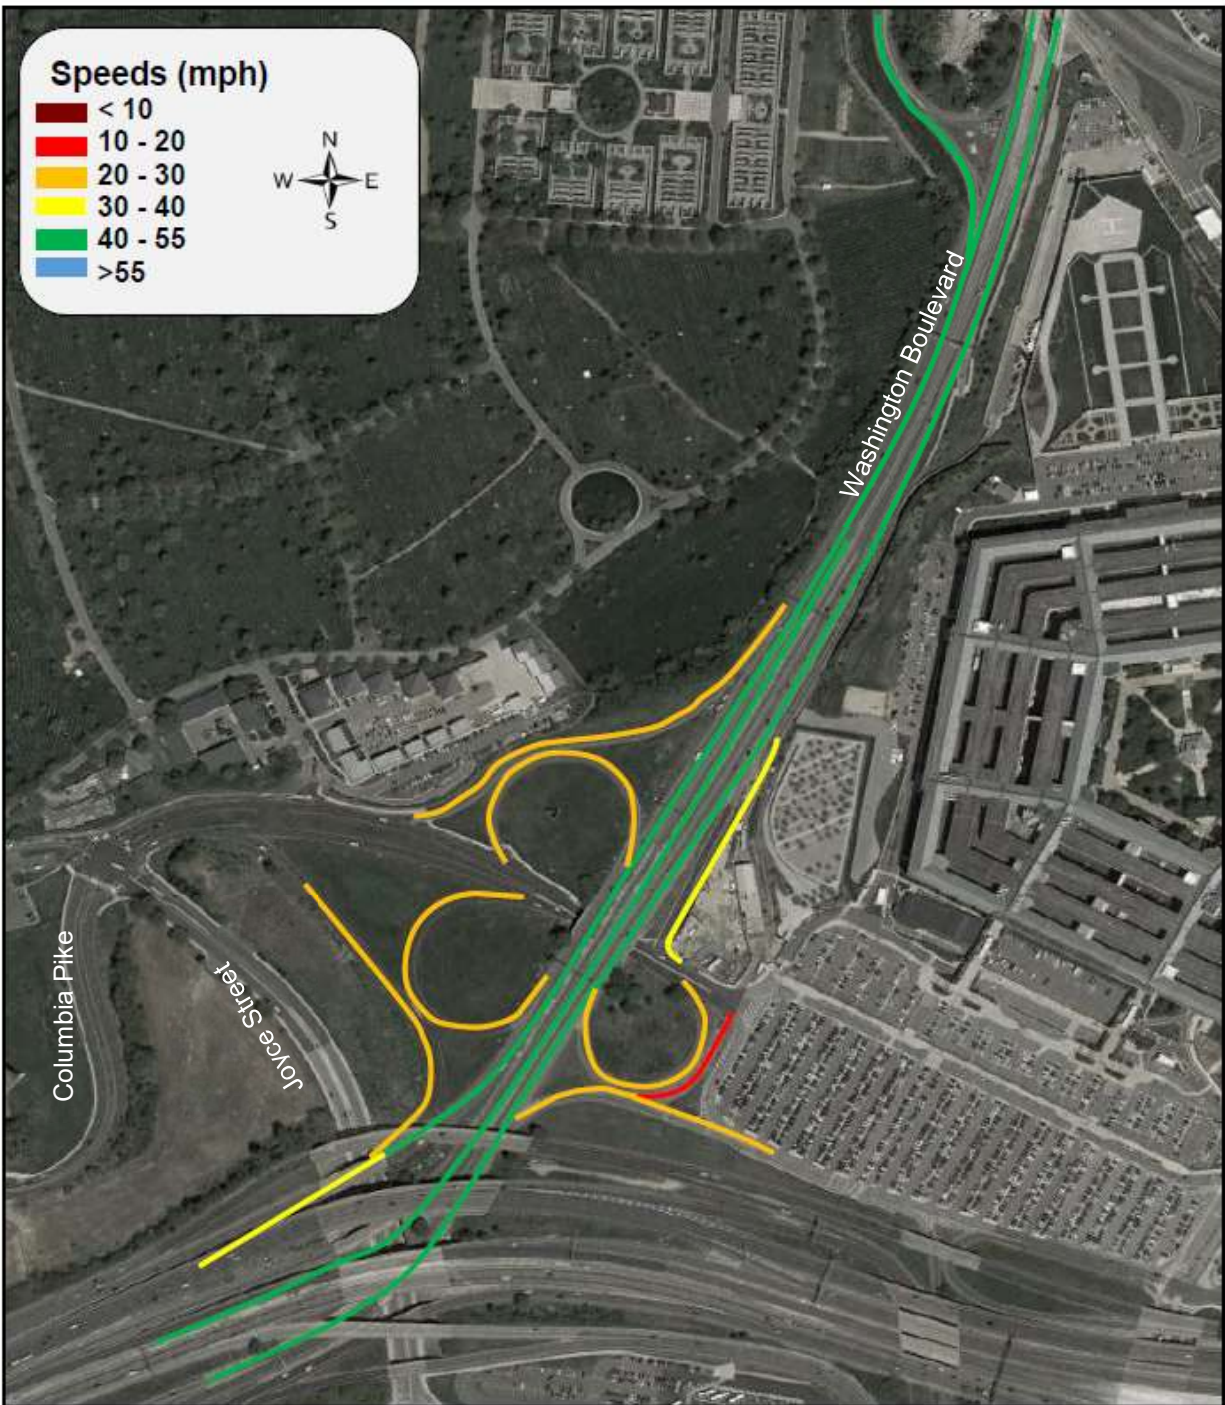 Speeds (mph)
< 10
10 - 20
20 - 30
30 - 40
40 - 55
>55
N
W E
S
Washington Boulevard
Columbia Pike
Joyce Street
H